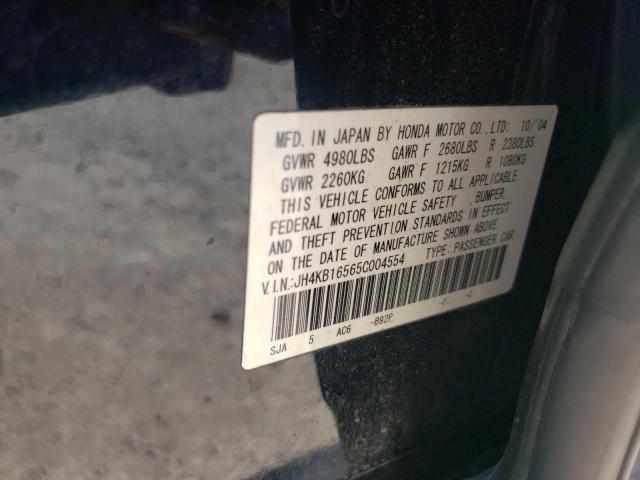 MFD. IN JAPAN BY HONDA MOTOR CO., LTD: 10/'04
GVWR 4980LBS GAWR F 2680LBS R 2380LBS
GVWR 2260KG GAWR F 1215KG R 1080KG
THIS VEHICLE CONFORMS TO ALL APPLICABLE
FEDERAL MOTOR VEHICLE SAFETY , BUMPER,
AND THEFT PREVENTION STANDARDS IN EFFECT
ON THE DATE OF MANUFACTURE SHOWN ABOVE.
V.I.N.:JH4KB16565C004554 TYPE:PASSENGER CAR
SJA 5 AC6 -B92P -E. -C